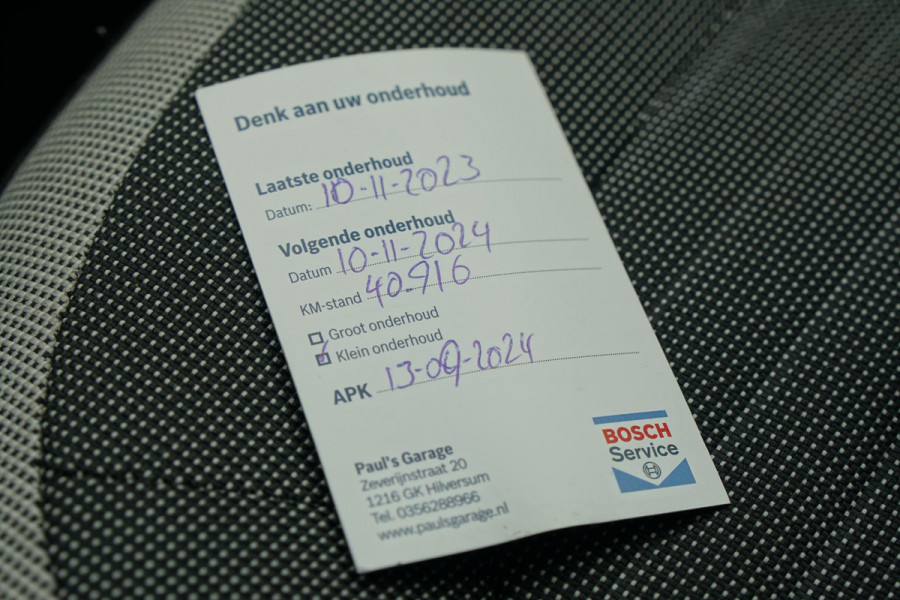 Denk aan uw onderhoud
Laatste onderhoud
Datum: 10-11-2023
Volgende onderhoud
Datum 10-11-2024
KM-stand 40.916
Groot onderhoud
Klein onderhoud
APK 13-09-2024
Paul's Garage
Zeverijnstraat 20
1216 GK Hilversum
Tel. 0356288966
www.paulsgarage.nl
BOSCH
Service